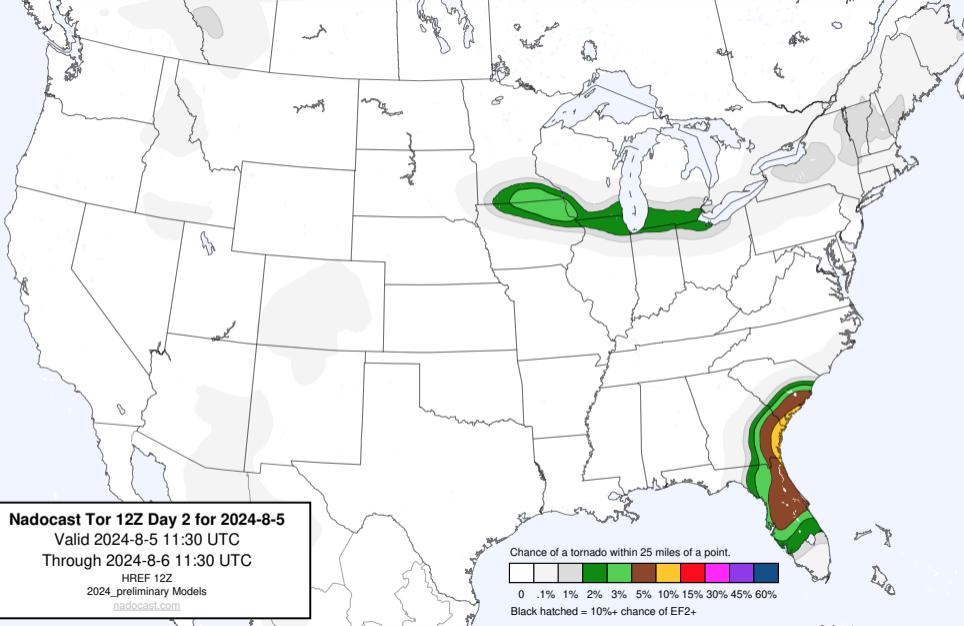 Nadocast Tor 12Z Day 2 for 2024-8-5
Valid 2024-8-5 11:30 UTC
Through 2024-8-6 11:30 UTC
HREF 12Z
2024_preliminary Models
nadocast.com
Chance of a tornado within 25 miles of a point.
0 .1% 1% 2% 3% 5% 10% 15% 30% 45% 60%
Black hatched = 10%+ chance of EF2+